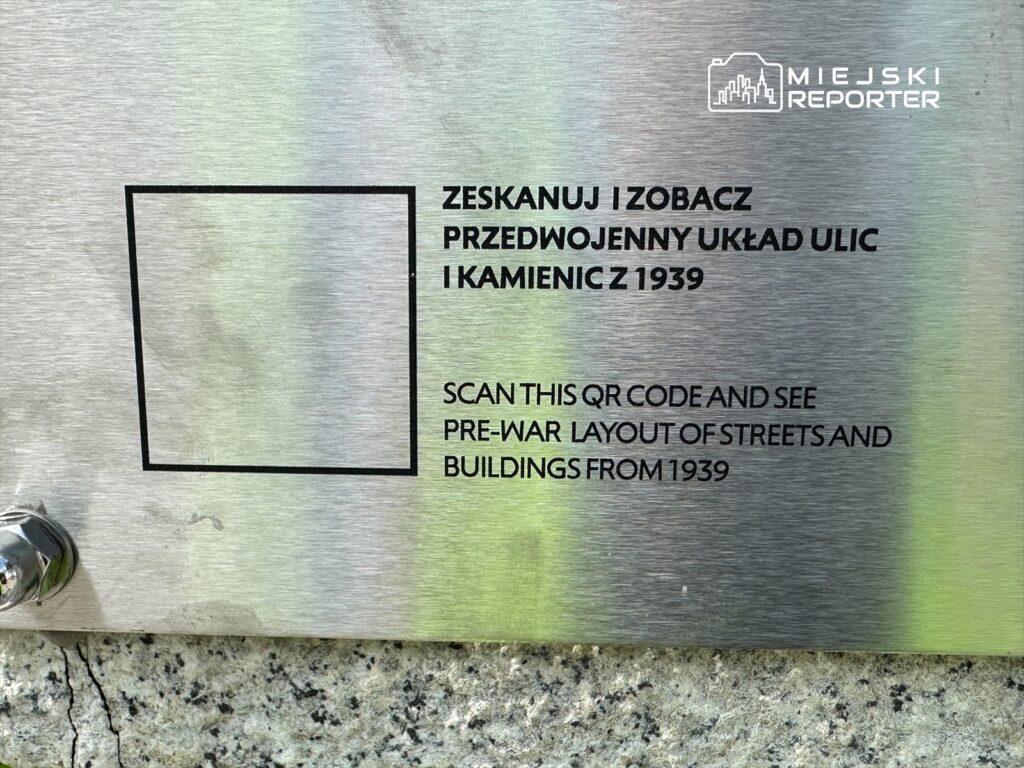 MIEJSKI
REPORTER
ZESKANUJ I ZOBACZ
PRZEDWOJENNY UKŁAD ULIC
I KAMIENIC Z 1939
SCAN THIS QR CODE AND SEE
PRE-WAR LAYOUT OF STREETS AND
BUILDINGS FROM 1939